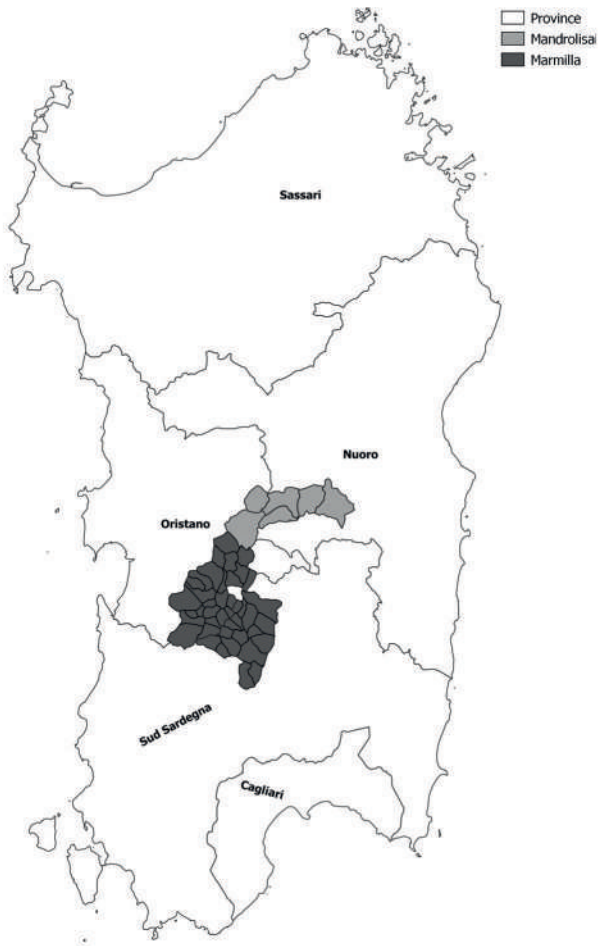 Province
Mandrolisai
Marmilla
Sassari
Nuoro
Oristano
Sud Sardegna
Cagliari